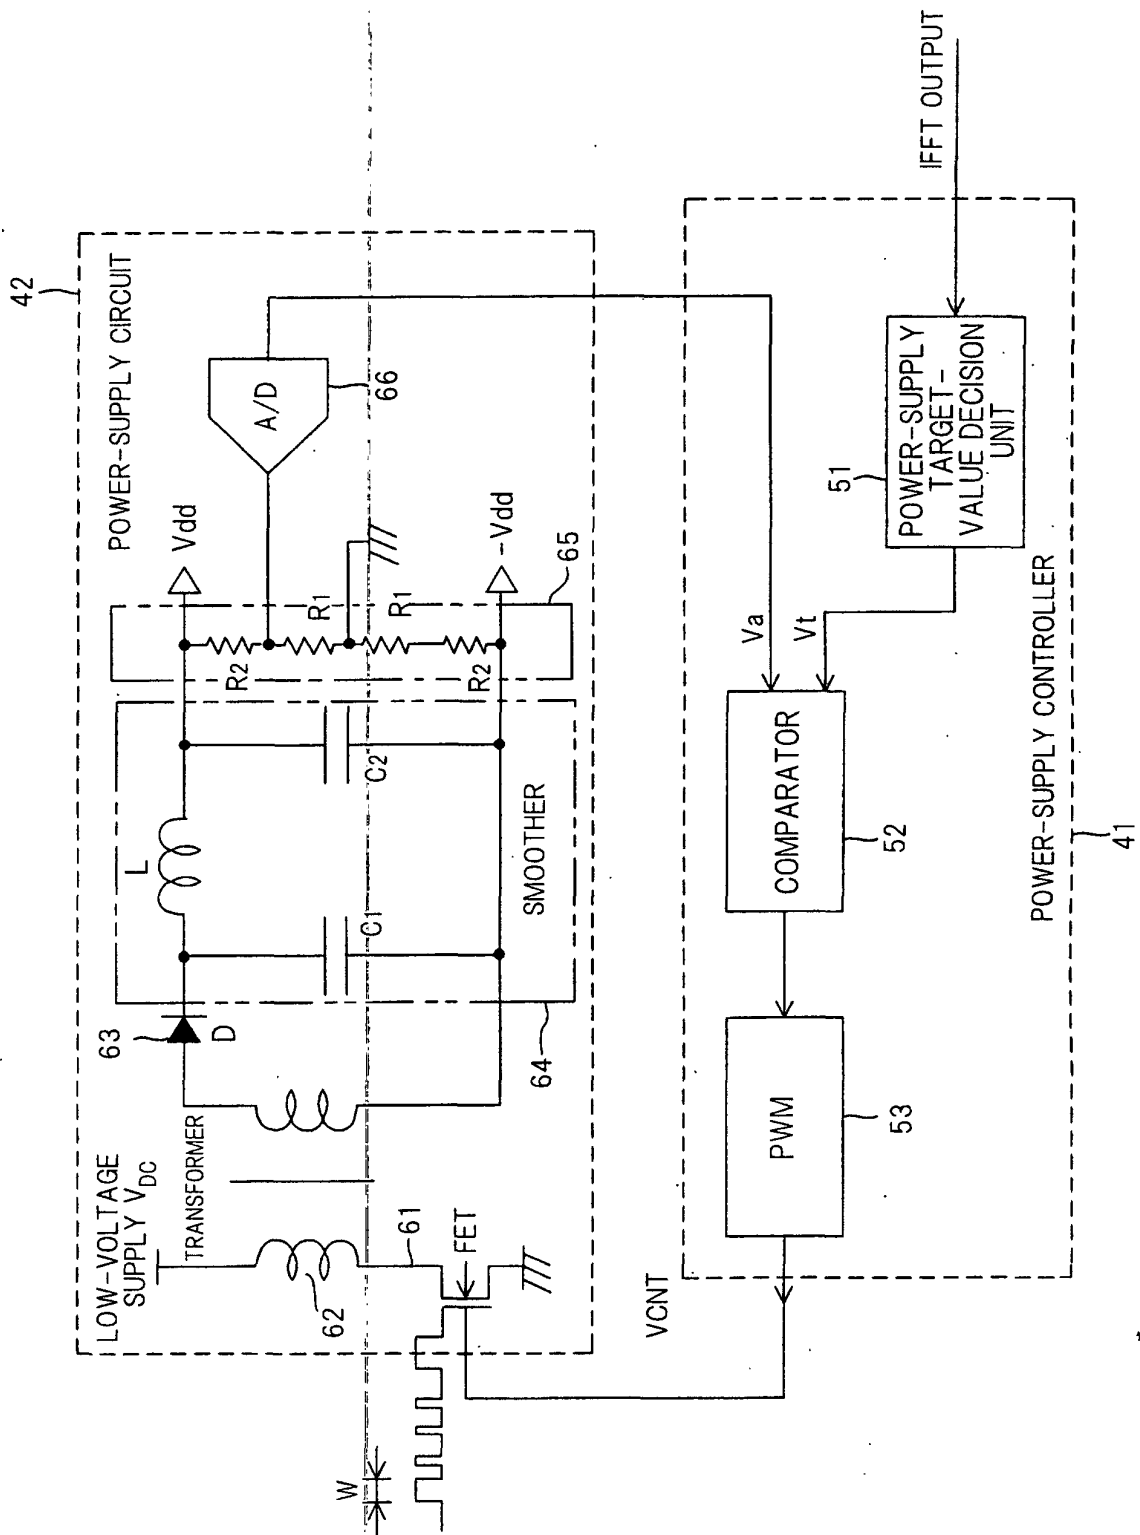 42
POWER-SUPPLY CIRCUIT
LOW-VOLTAGE
SUPPLY VDC
TRANSFORMER
63
D
L
Vdd
A/D
66
R2
R1
R1
R2
-Vdd
65
C1
C2
SMOOTHER
64
62
61
FET
W
VCNT
IFFT OUTPUT
51
POWER-SUPPLY
TARGET-
VALUE DECISION
UNIT
Va
Vt
COMPARATOR
52
PWM
53
POWER-SUPPLY CONTROLLER
41